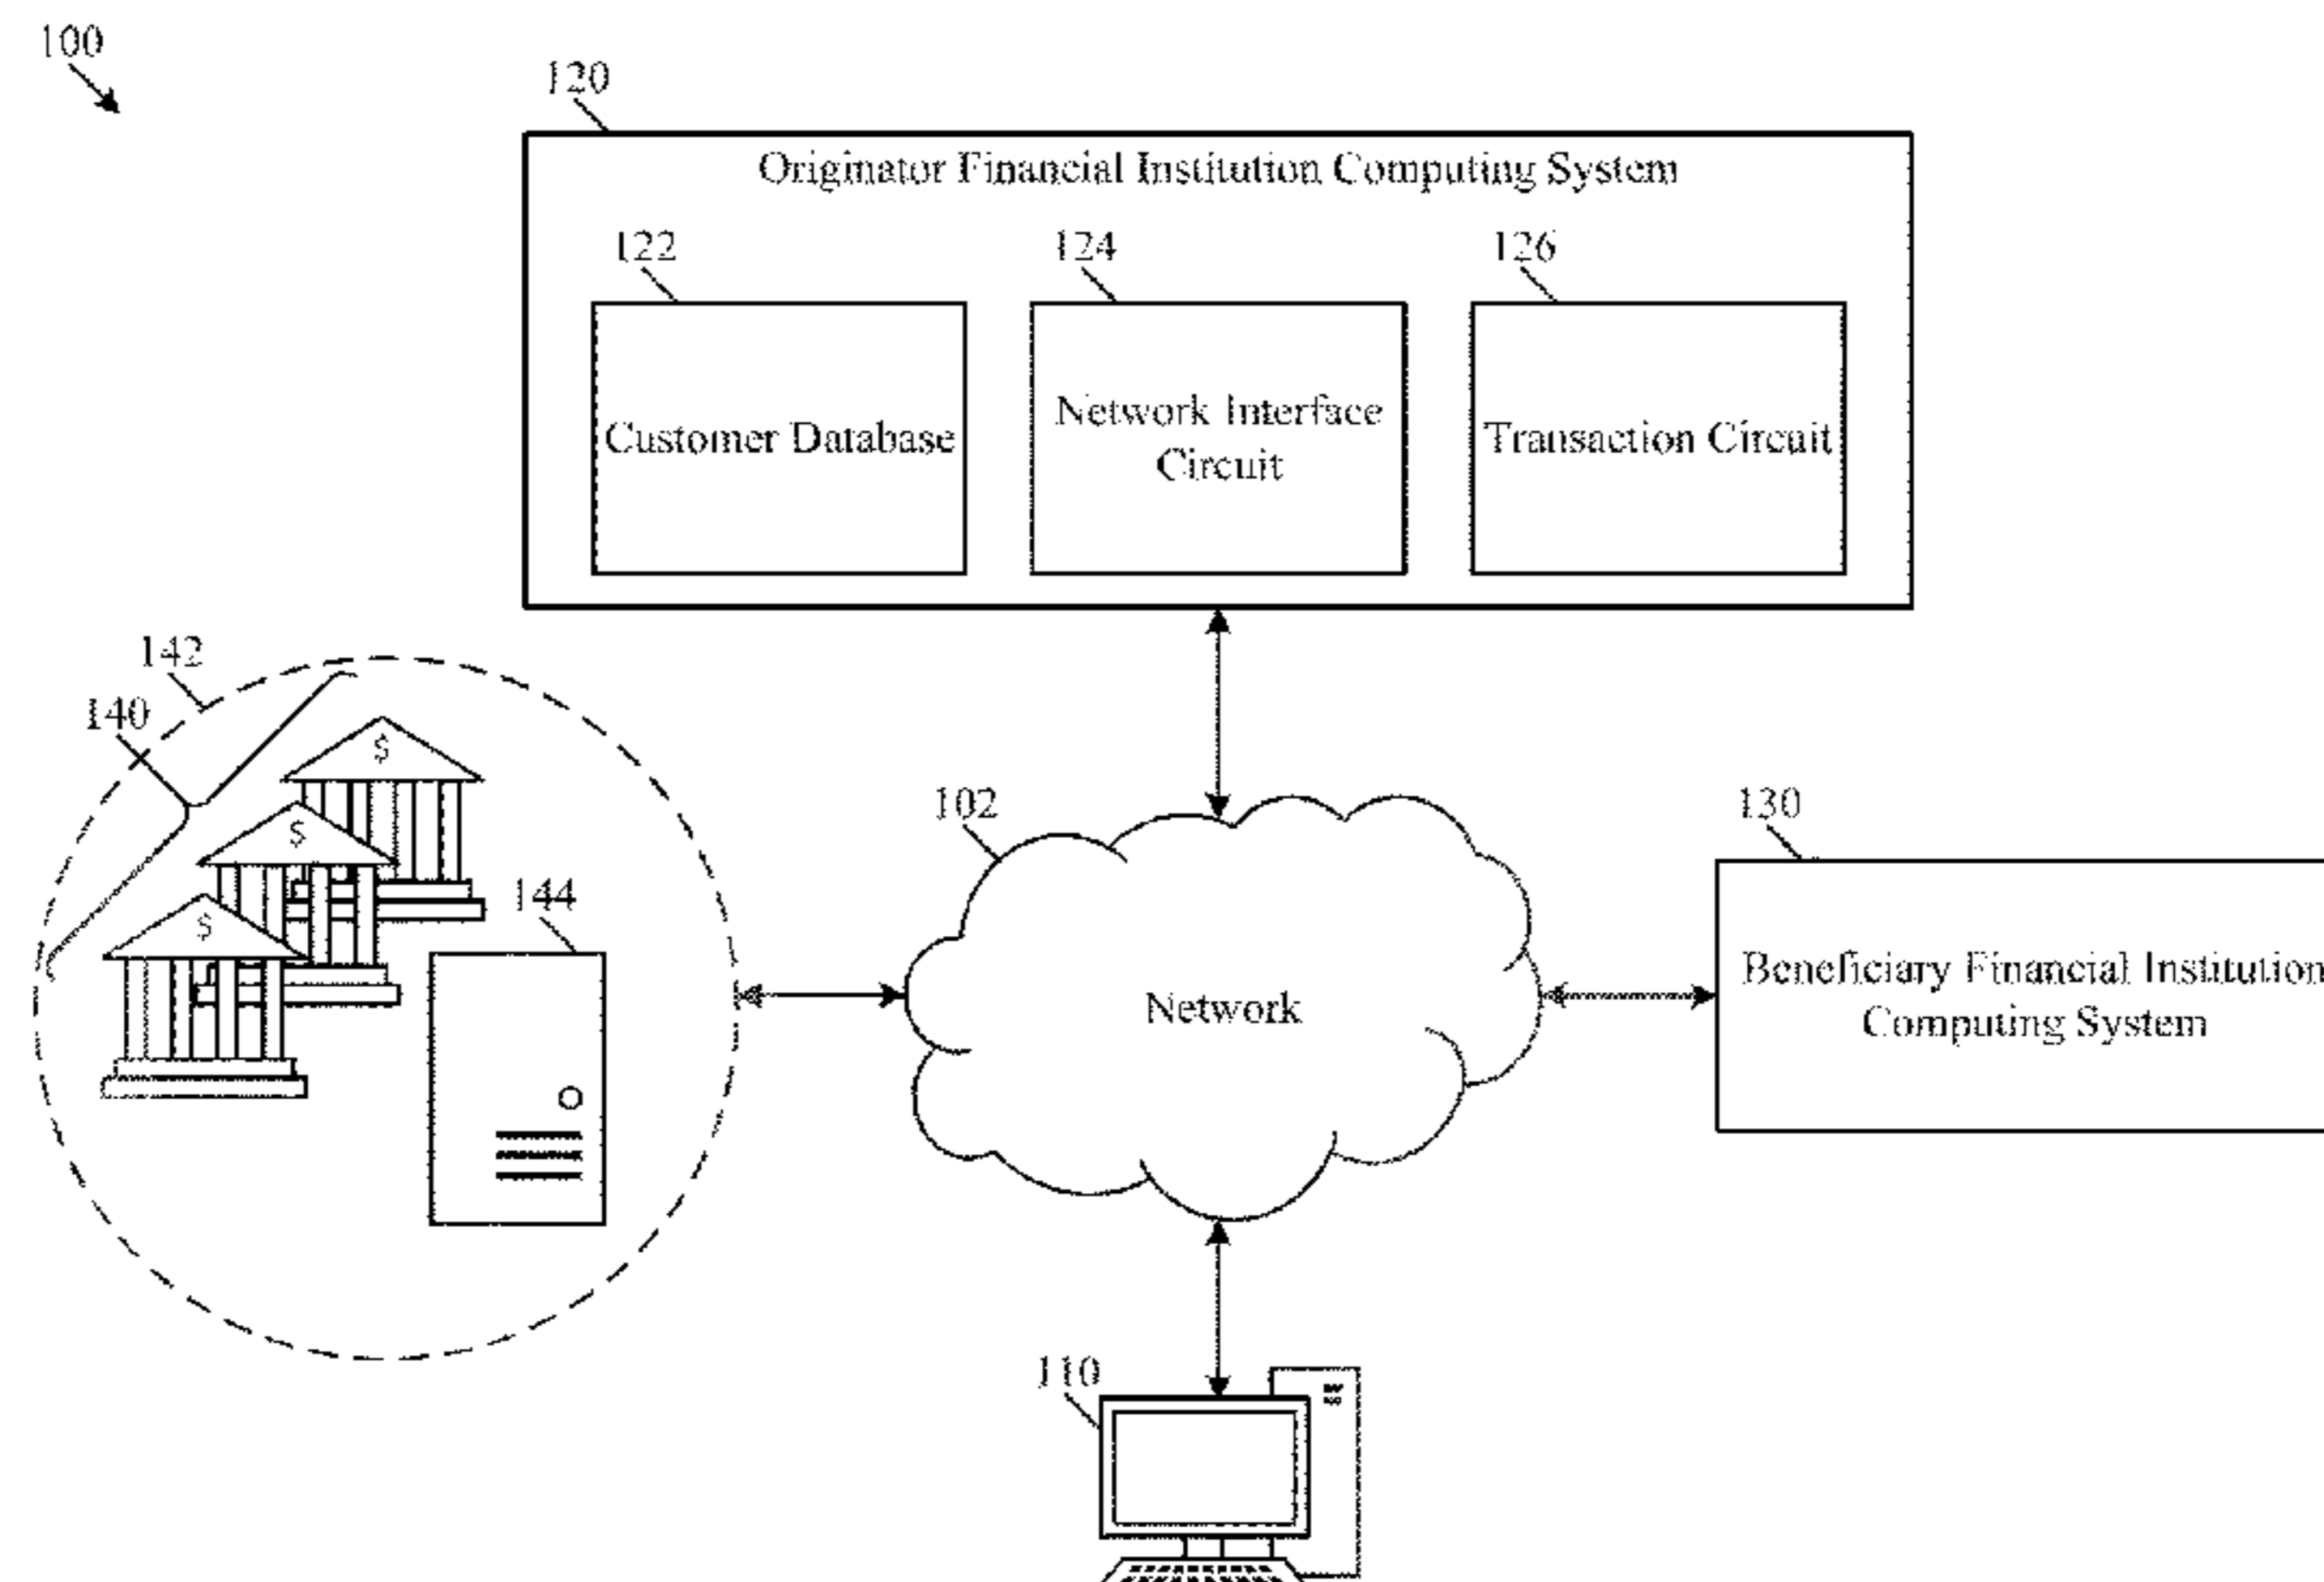 100
120
Originator Financial Institution Computing System
122
124
126
Customer Database
Network Interface
Circuit
Transaction Circuit
142
140
$
$
$
144
102
130
Network
Beneficiary Financial Institution
Computing System
110